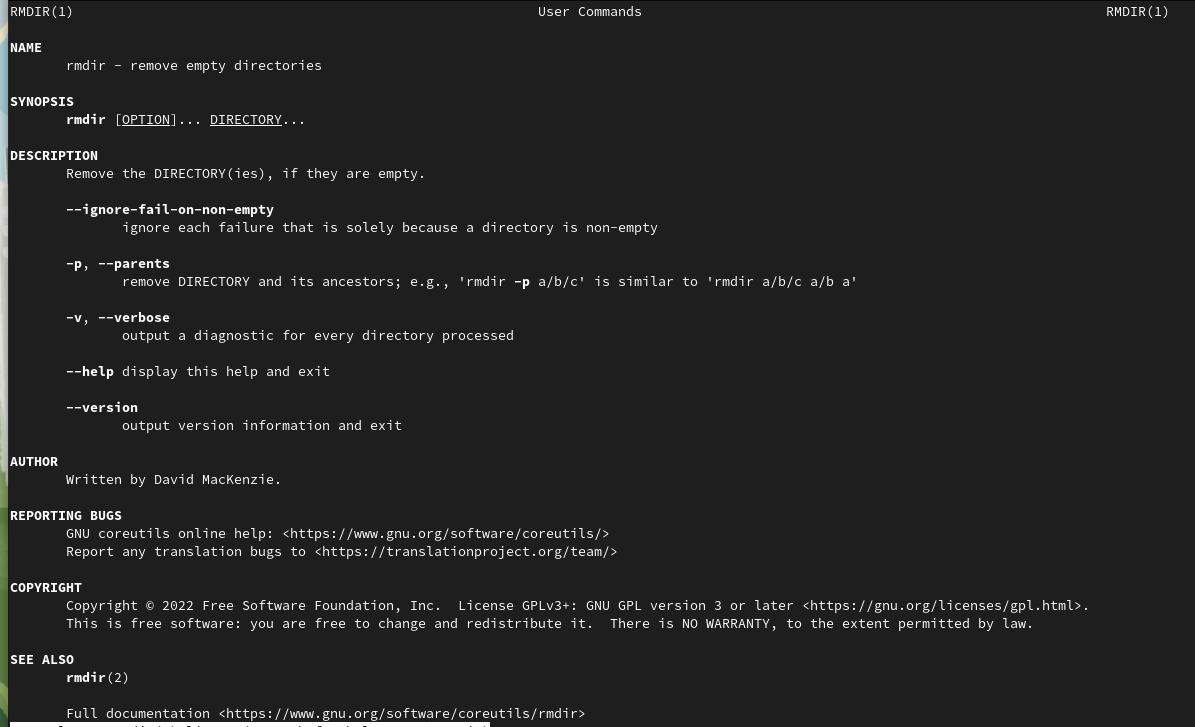 RMDIR(1) User Commands RMDIR(1)
NAME
rmdir - remove empty directories
SYNOPSIS
rmdir [OPTION]... DIRECTORY...
DESCRIPTION
Remove the DIRECTORY(ies), if they are empty.
--ignore-fail-on-non-empty
ignore each failure that is solely because a directory is non-empty
-p, --parents
remove DIRECTORY and its ancestors; e.g., 'rmdir -p a/b/c' is similar to 'rmdir a/b/c a/b a'
-v, --verbose
output a diagnostic for every directory processed
--help display this help and exit
--version
output version information and exit
AUTHOR
Written by David MacKenzie.
REPORTING BUGS
GNU coreutils online help: <https://www.gnu.org/software/coreutils/>
Report any translation bugs to <https://translationproject.org/team/>
COPYRIGHT
Copyright © 2022 Free Software Foundation, Inc.  License GPLv3+: GNU GPL version 3 or later <https://gnu.org/licenses/gpl.html>.
This is free software: you are free to change and redistribute it.  There is NO WARRANTY, to the extent permitted by law.
SEE ALSO
rmdir(2)
Full documentation <https://www.gnu.org/software/coreutils/rmdir>